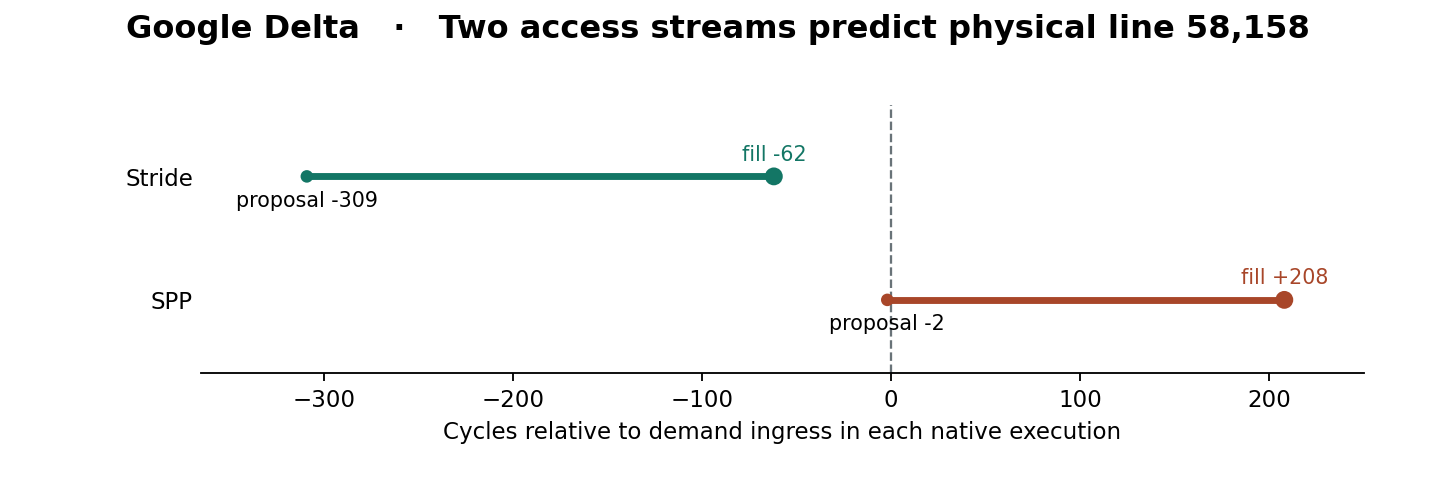 Google Delta · Two access streams predict physical line 58,158
fill -62
Stride
proposal -309
fill +208
SPP
proposal -2
−300 −200 −100 0 100 200
Cycles relative to demand ingress in each native execution